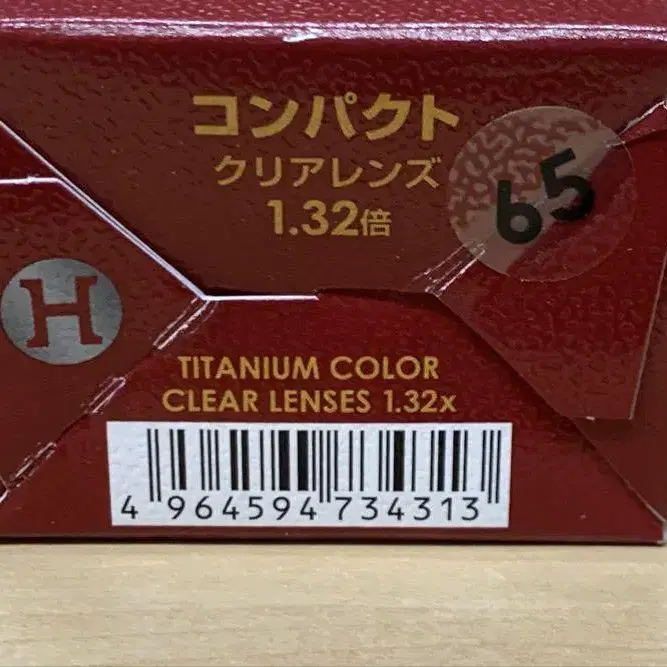 コンパクト
クリアレンズ
1.32倍
65
H
TITANIUM COLOR
CLEAR LENSES 1.32x
4 964594 734313